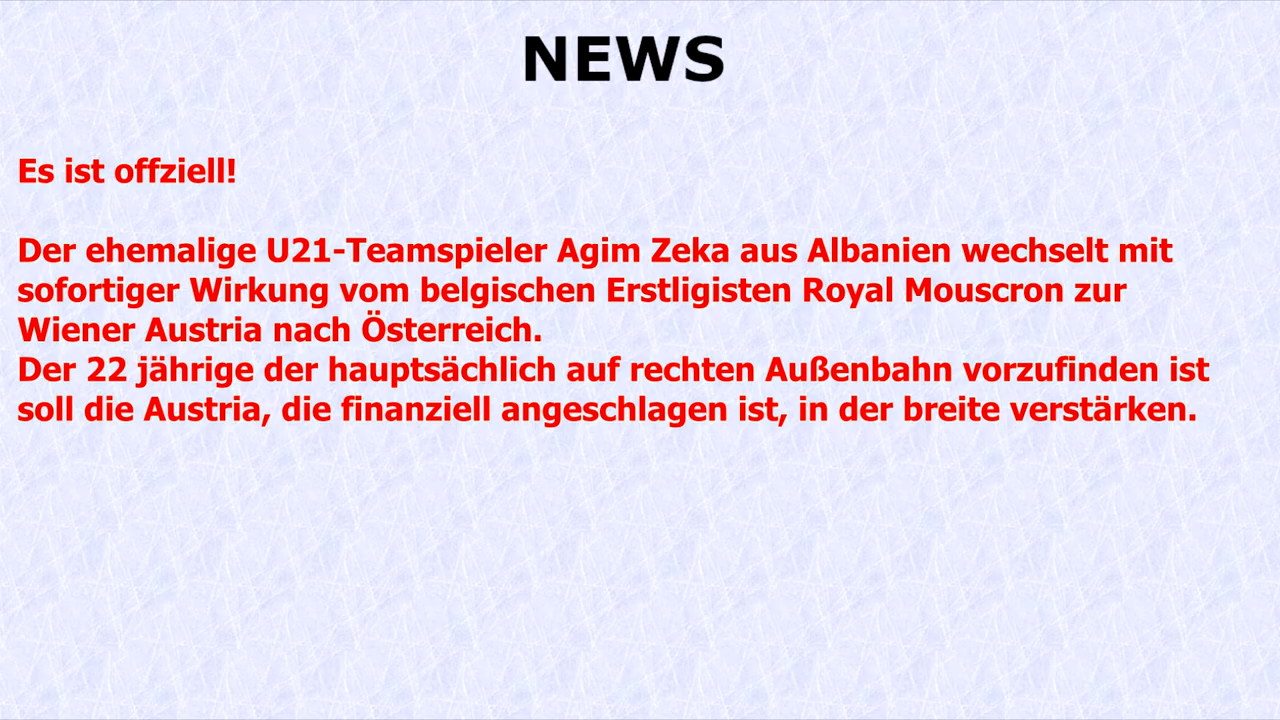 NEWS
Es ist offziell!
Der ehemalige U21-Teamspieler Agim Zeka aus Albanien wechselt mit
sofortiger Wirkung vom belgischen Erstligisten Royal Mouscron zur
Wiener Austria nach Österreich.
Der 22 jährige der hauptsächlich auf rechten Außenbahn vorzufinden ist
soll die Austria, die finanziell angeschlagen ist, in der breite verstärken.